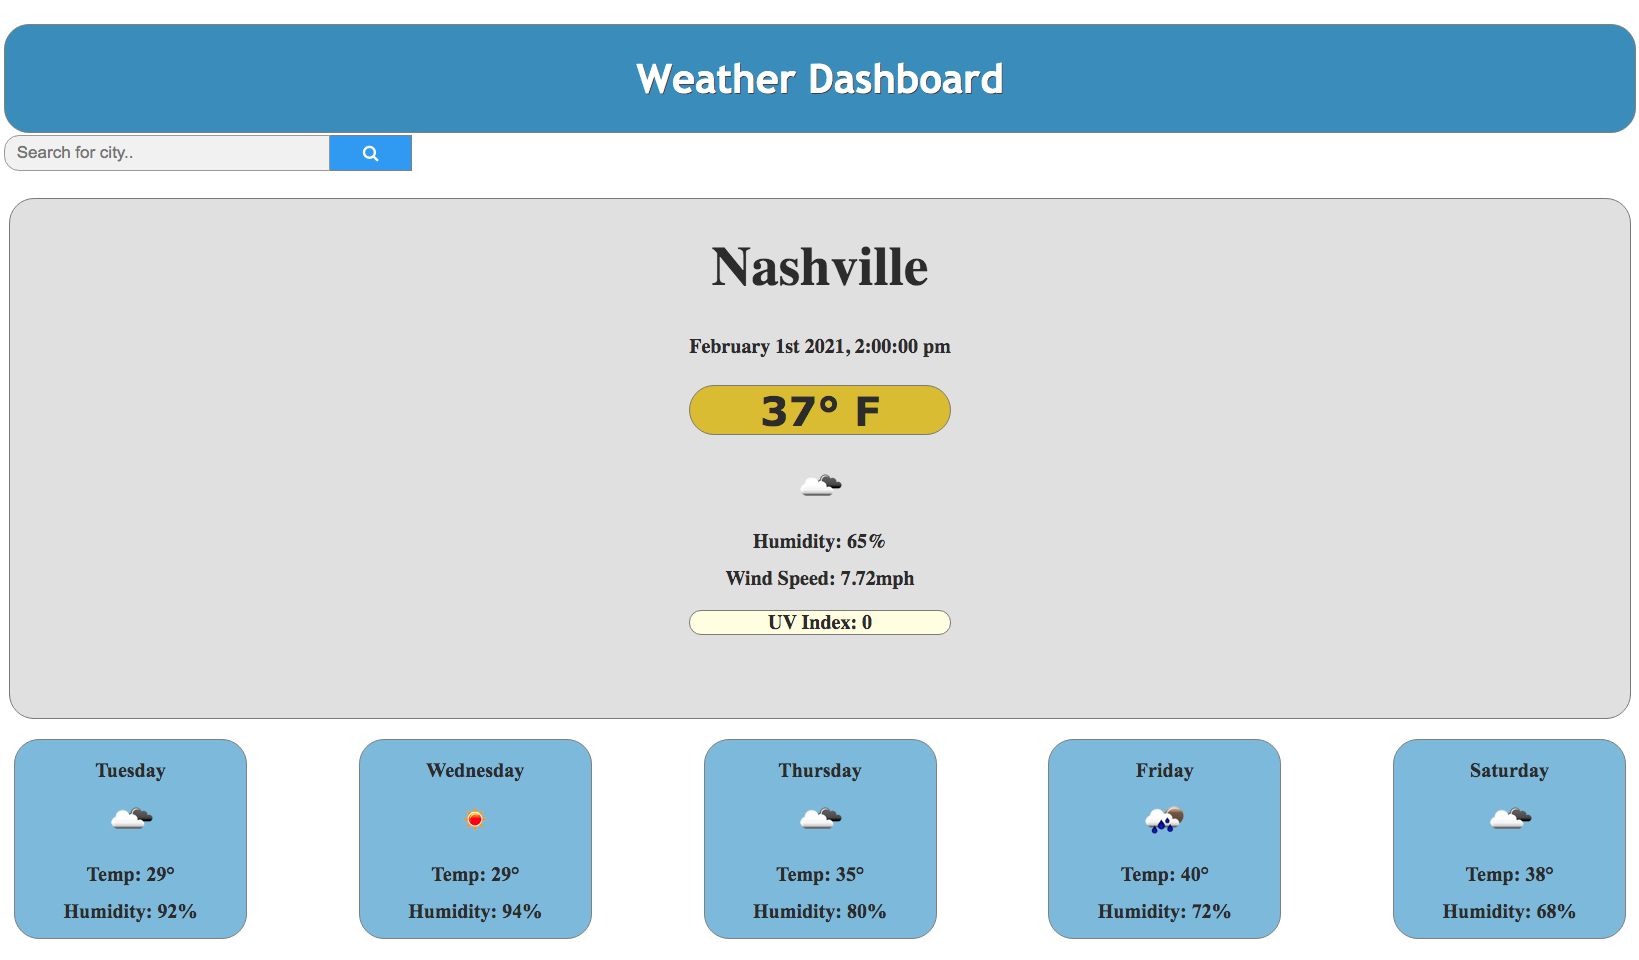 Weather Dashboard
Search for city..
Nashville
February 1st 2021, 2:00:00 pm
37° F
Humidity: 65%
Wind Speed: 7.72mph
UV Index: 0
Tuesday
Temp: 29°
Humidity: 92%
Wednesday
Temp: 29°
Humidity: 94%
Thursday
Temp: 35°
Humidity: 80%
Friday
Temp: 40°
Humidity: 72%
Saturday
Temp: 38°
Humidity: 68%